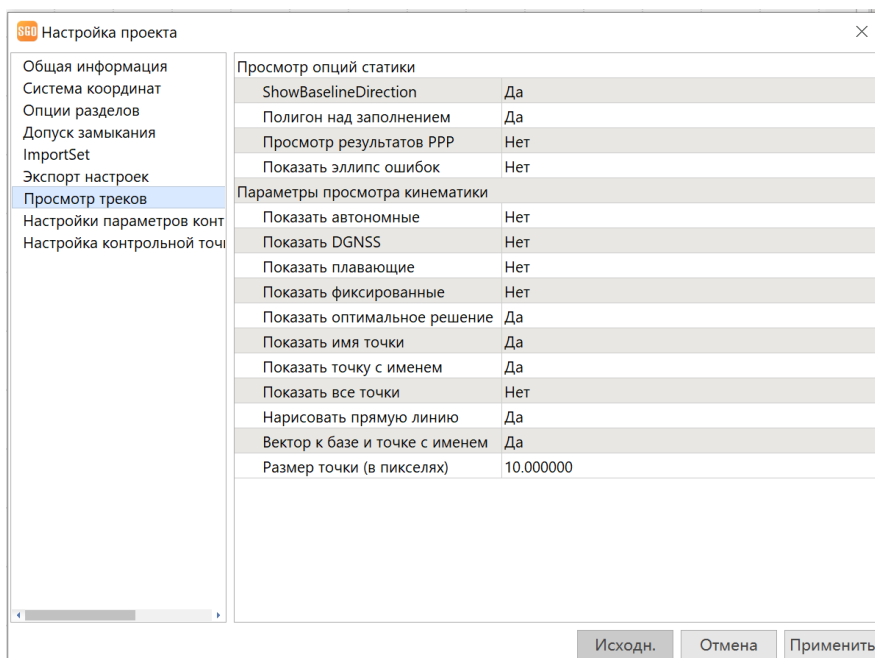 SGO Настройка проекта
Общая информация
Система координат
Опции разделов
Допуск замыкания
ImportSet
Экспорт настроек
Просмотр треков
Настройки параметров конт
Настройка контрольной точ
Просмотр опций статики
ShowBaselineDirection Да
Полигон над заполнением Да
Просмотр результатов PPP Нет
Показать эллипс ошибок Нет
Параметры просмотра кинематики
Показать автономные Нет
Показать DGNSS Нет
Показать плавающие Нет
Показать фиксированные Нет
Показать оптимальное решение Да
Показать имя точки Да
Показать точку с именем Да
Показать все точки Нет
Нарисовать прямую линию Да
Вектор к базе и точке с именем Да
Размер точки (в пикселях) 10.000000
Исходн. Отмена Применить